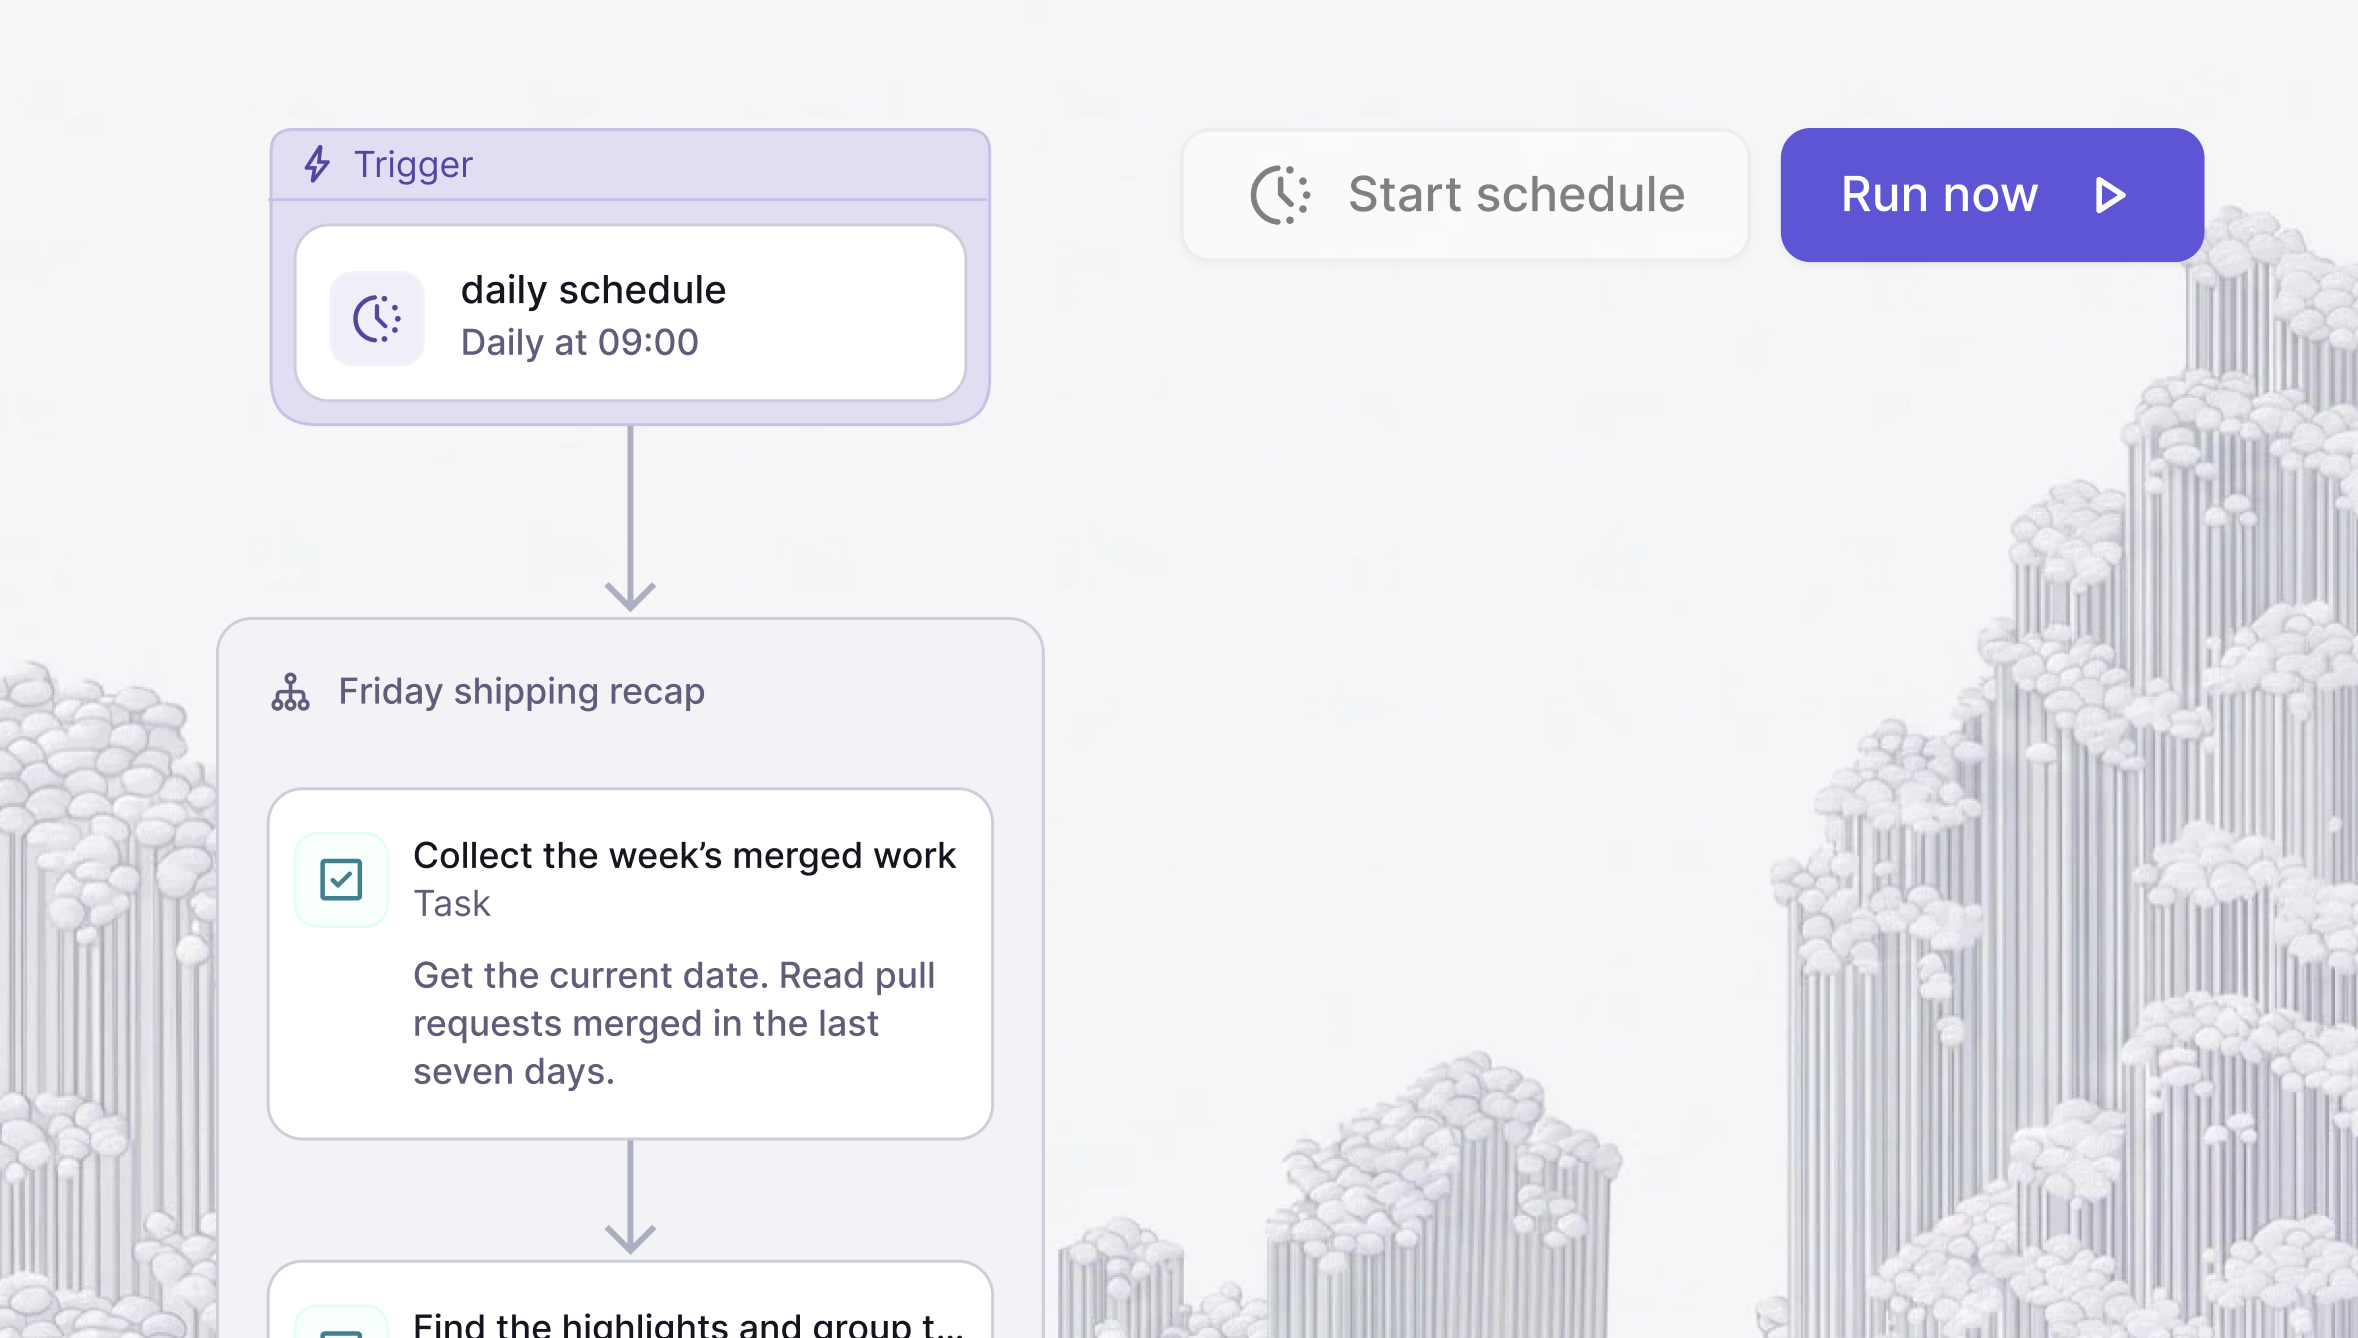 Trigger
daily schedule
Daily at 09:00
Start schedule
Run now
Friday shipping recap
Collect the week’s merged work
Task
Get the current date. Read pull
requests merged in the last
seven days.
Find the highlights and group t...